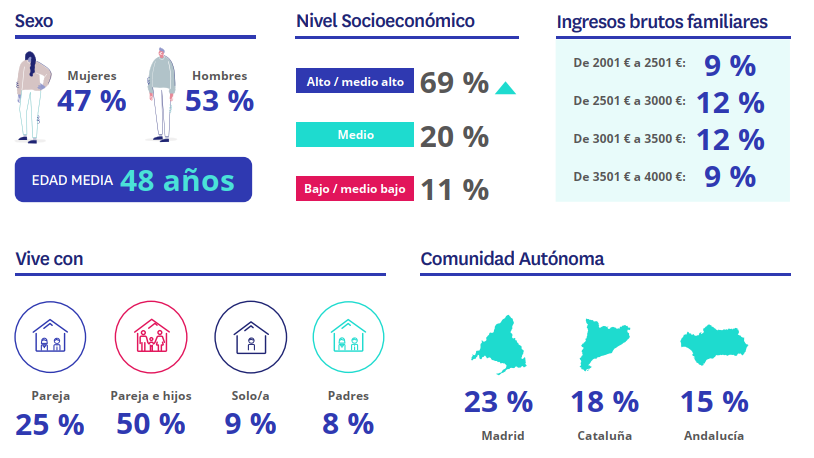 Sexo
Mujeres
47 %
Hombres
53 %
EDAD MEDIA 48 años
Nivel Socioeconómico
Alto / medio alto 69 %
Medio 20 %
Bajo / medio bajo 11 %
Ingresos brutos familiares
De 2001 € a 2501 €: 9 %
De 2501 € a 3000 €: 12 %
De 3001 € a 3500 €: 12 %
De 3501 € a 4000 €: 9 %
Vive con
Pareja
25 %
Pareja e hijos
50 %
Solo/a
9 %
Padres
8 %
Comunidad Autónoma
23 %
Madrid
18 %
Cataluña
15 %
Andalucía